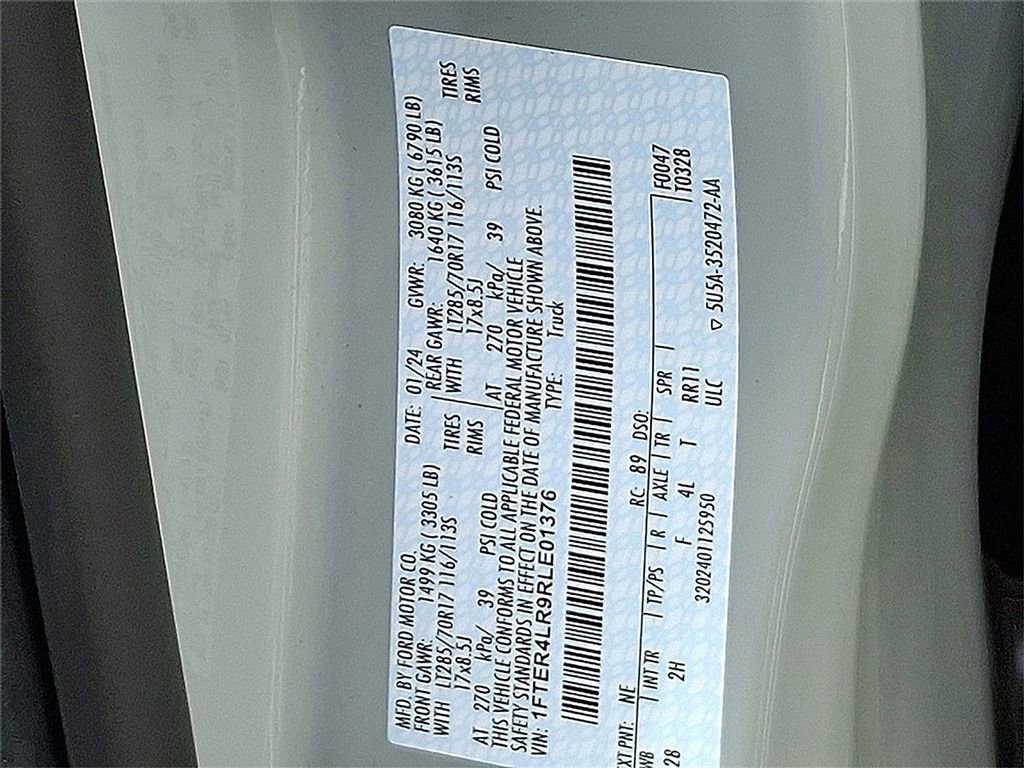 MFD. BY FORD MOTOR CO. DATE: 01/24 GVWR: 3080 KG ( 6790 LB)
FRONT GAWR: 1499 KG ( 3305 LB) REAR GAWR: 1640 KG ( 3615 LB)
WITH LT285/70R17 116/113S TIRES WITH LT285/70R17 116/113S TIRES
17x8.5J RIMS 17x8.5J RIMS
AT 270 kPa/ 39 PSI COLD AT 270 kPa/ 39 PSI COLD
THIS VEHICLE CONFORMS TO ALL APPLICABLE FEDERAL MOTOR VEHICLE
SAFETY STANDARDS IN EFFECT ON THE DATE OF MANUFACTURE SHOWN ABOVE.
VIN: 1FTER4LR9RLE01376 TYPE: Truck
XT PNT: NE RC: 89 DSO: F0047
WB INT TR TP/PS R AXLE TR SPR T0328
28 2H F 4L T RR11
3202401125950 ULC ▽ 5U5A-3520472-AA